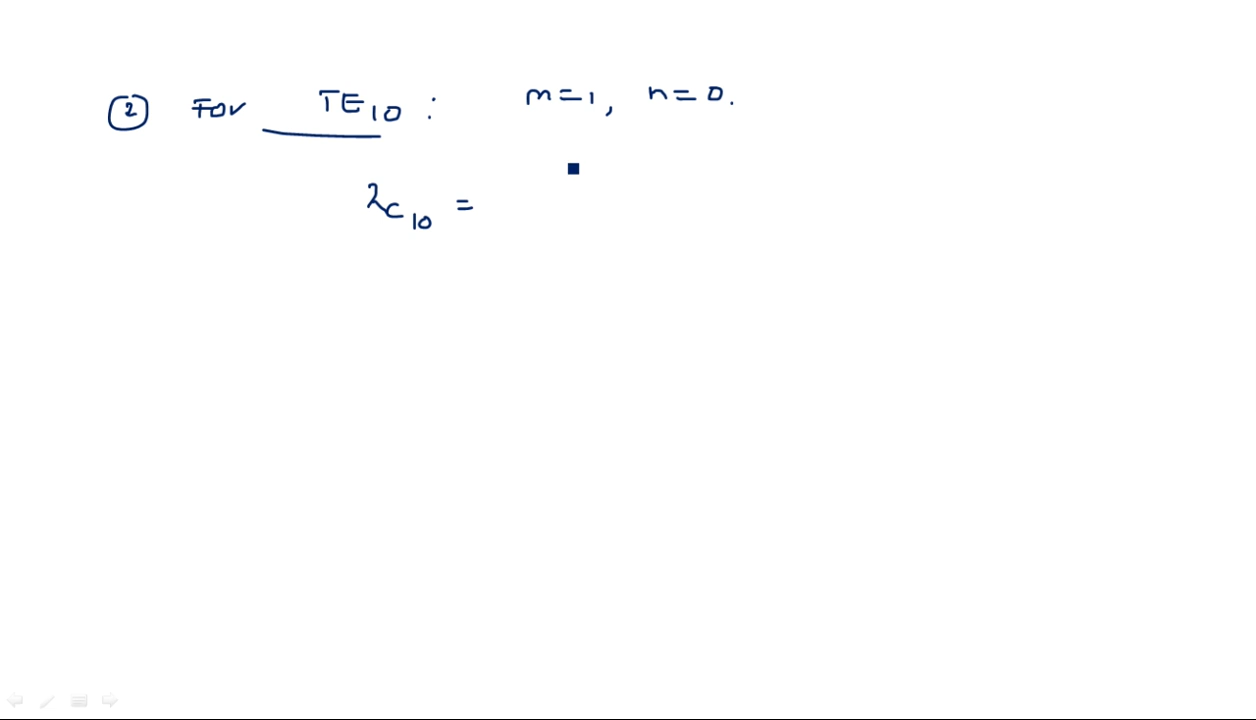 ② For TE₁₀ : m=1, n=0.
λc₁₀ =